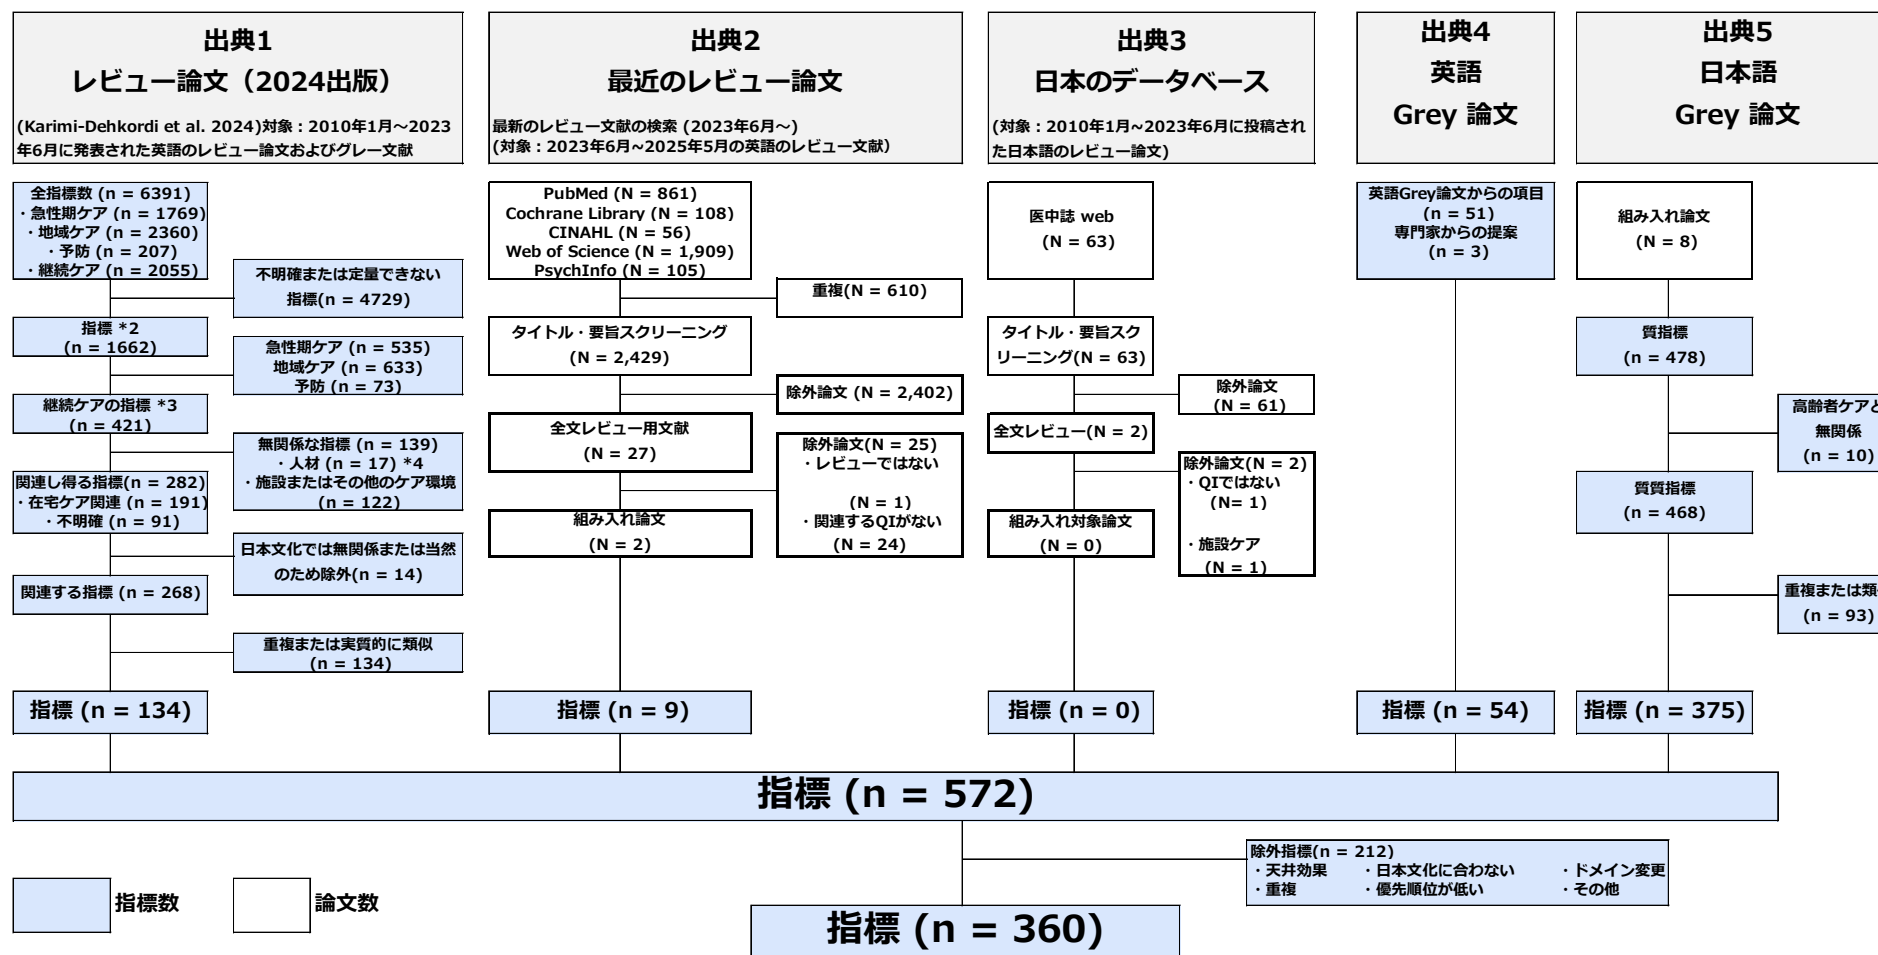 出典1
レビュー論文（2024出版）
(Karimi-Dehkordi et al. 2024)対象：2010年1月～2023
年6月に発表された英語のレビュー論文およびグレー文献
全指標数 (n = 6391)
・急性期ケア (n = 1769)
・地域ケア (n = 2360)
・予防 (n = 207)
・継続ケア (n = 2055)
不明確または定量できない
指標(n = 4729)
指標 *2
(n = 1662)
急性期ケア (n = 535)
地域ケア (n = 633)
予防 (n = 73)
継続ケアの指標 *3
(n = 421)
無関係な指標 (n = 139)
・人材 (n = 17) *4
・施設またはその他のケア環境
(n = 122)
関連し得る指標(n = 282)
・在宅ケア関連 (n = 191)
・不明確 (n = 91)
日本文化では無関係または当然
のため除外(n = 14)
関連する指標 (n = 268)
重複または実質的に類似
(n = 134)
指標 (n = 134)
出典2
最近のレビュー論文
最新のレビュー文献の検索 (2023年6月～)
(対象：2023年6月~2025年5月の英語のレビュー文献）
PubMed (N = 861)
Cochrane Library (N = 108)
CINAHL (N = 56)
Web of Science (N = 1,909)
PsychInfo (N = 105)
重複(N = 610)
タイトル・要旨スクリーニング
(N = 2,429)
除外論文 (N = 2,402)
全文レビュー用文献
(N = 27)
除外論文(N = 25)
・レビューではない
(N = 1)
・関連するQIがない
(N = 24)
組み入れ論文
(N = 2)
指標 (n = 9)
出典3
日本のデータベース
(対象：2010年1月~2023年6月に投稿され
た日本語のレビュー論文)
医中誌 web
(N = 63)
タイトル・要旨スク
リーニング(N = 63)
除外論文
(N = 61)
全文レビュー(N = 2)
除外論文(N = 2)
・QIではない
(N= 1)
・施設ケア
(N = 1)
組み入れ対象論文
(N = 0)
指標 (n = 0)
出典4
英語
Grey 論文
英語Grey論文からの項目
(n = 51)
専門家からの提案
(n = 3)
指標 (n = 54)
出典5
日本語
Grey 論文
組み入れ論文
(N = 8)
質指標
(n = 478)
高齢者ケアと
無関係
(n = 10)
質質指標
(n = 468)
重複または類
(n = 93)
指標 (n = 375)
指標 (n = 572)
除外指標(n = 212)
・天井効果 ・日本文化に合わない ・ドメイン変更
・重複 ・優先順位が低い ・その他
指標 (n = 360)
指標数
論文数